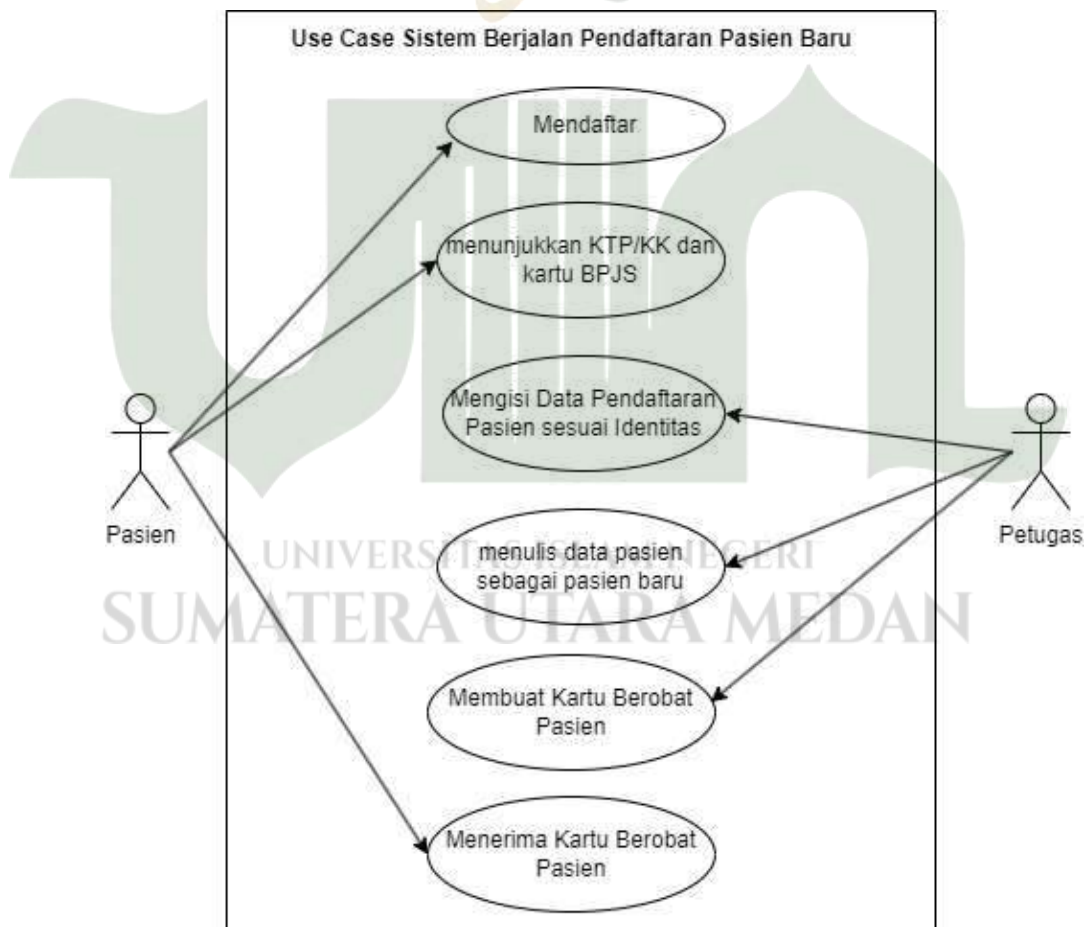 Use Case Sistem Berjalan Pendaftaran Pasien Baru
Mendaftar
menunjukkan KTP/KK dan
kartu BPJS
Mengisi Data Pendaftaran
Pasien sesuai Identitas
Pasien
Petugas
menulis data pasien
sebagai pasien baru
UNIVERSITAS ISLAM NEGERI
SUMATERA UTARA MEDAN
Membuat Kartu Berobat
Pasien
Menerima Kartu Berobat
Pasien